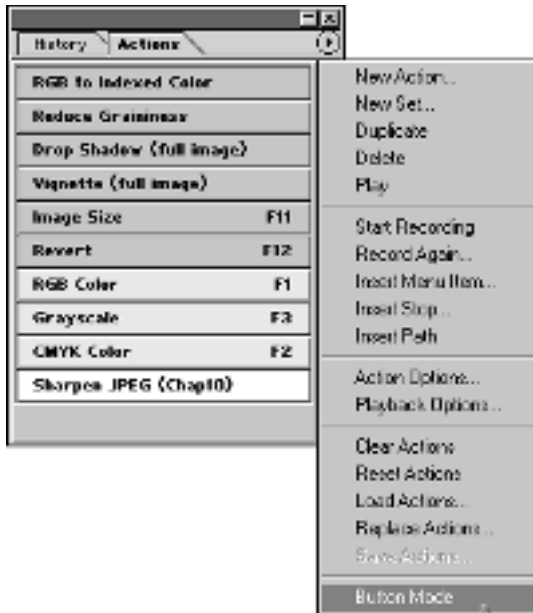 History Actions
RGB to Indexed Color
Reduce Graininess
Drop Shadow (full image)
Vignette (full image)
Image Size F11
Revert F12
RGB Color F1
Grayscale F3
CMYK Color F2
Sharpen JPEG (Chap10)
New Action...
New Set...
Duplicate
Delete
Play
Start Recording
Record Again...
Insert Menu Item...
Insert Stop...
Insert Path
Action Options...
Playback Options...
Clear Actions
Reset Actions
Load Actions...
Replace Actions...
Save Actions...
Button Mode